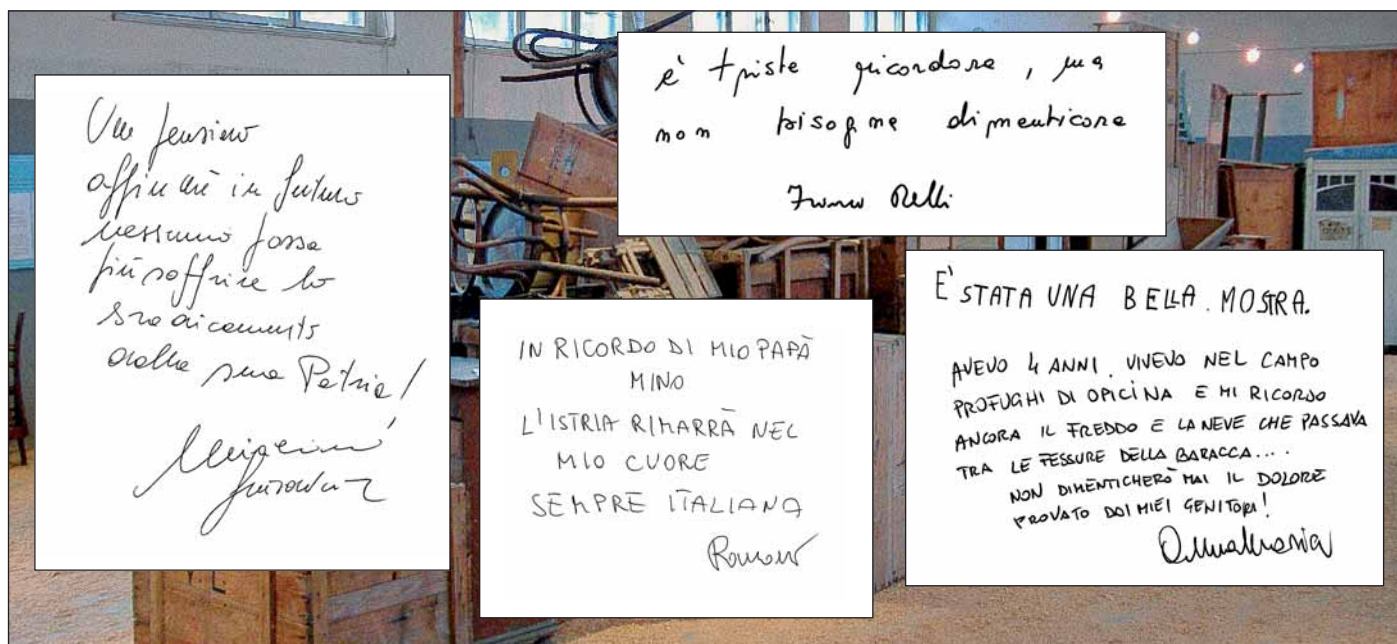 Un pensiero
affinché in futuro
nessuno possa
più soffrire lo
sradicamento
dalla sua Patria!
è triste ricordare, ma
non bisogna dimenticare
IN RICORDO DI MIO PAPÀ
MINO
L'ISTRIA RIMARRÀ NEL
MIO CUORE
SEMPRE ITALIANA
Romano
E' STATA UNA BELLA MOSTRA.
AVEVO 4 ANNI. VIVEVO NEL CAMPO
PROFUGHI DI OPICINA E MI RICORDO
ANCORA IL FREDDO E LA NEVE CHE PASSAVA
TRA LE FESSURE DELLA BARACCA....
NON DIMENTICHERÒ MAI IL DOLORE
PROVATO DAI MIEI GENITORI!
Annamaria